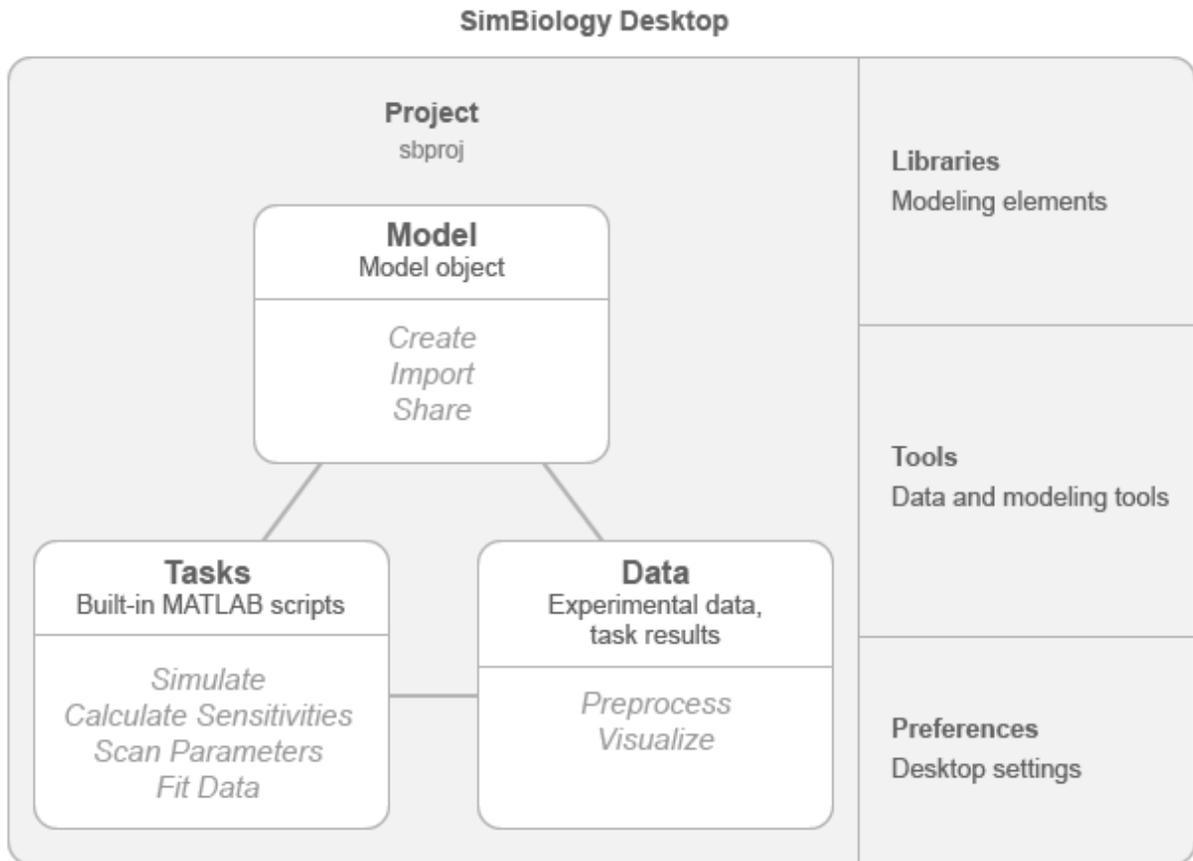 SimBiology Desktop
Project
sbproj
Model
Model object
Create
Import
Share
Tasks
Built-in MATLAB scripts
Simulate
Calculate Sensitivities
Scan Parameters
Fit Data
Data
Experimental data,
task results
Preprocess
Visualize
Libraries
Modeling elements
Tools
Data and modeling tools
Preferences
Desktop settings